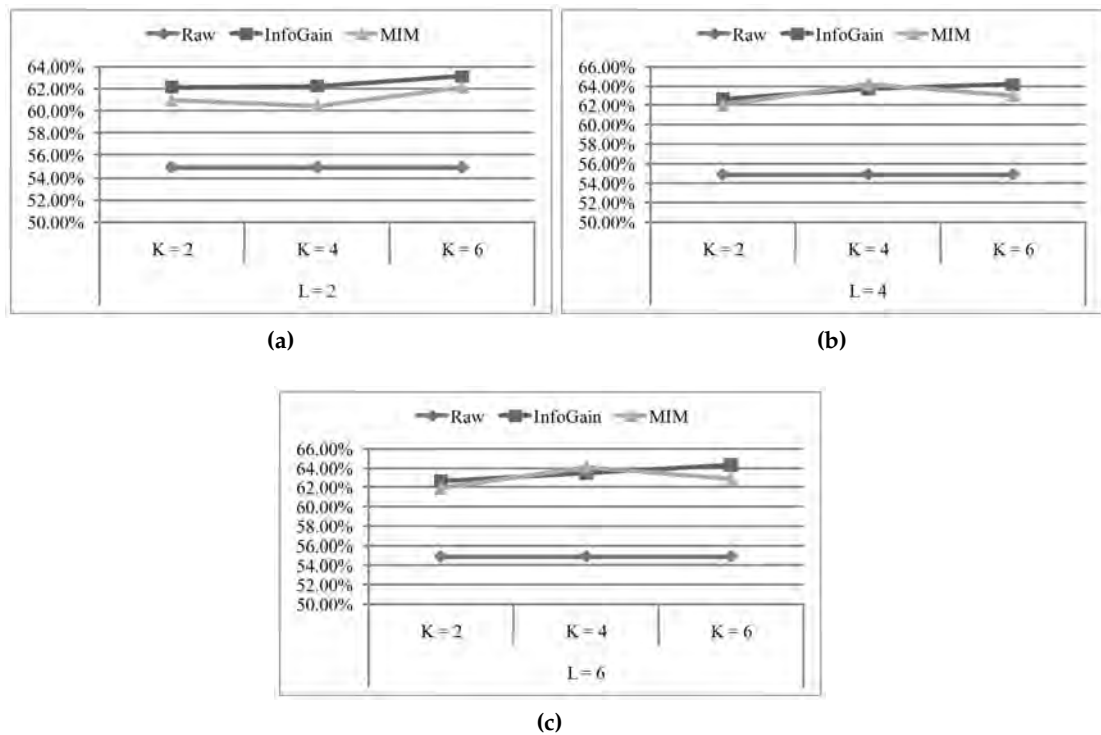 Raw InfoGain MIM
64.00%
62.00%
60.00%
58.00%
56.00%
54.00%
52.00%
50.00%
K = 2 K = 4 K = 6
L = 2
(a)
Raw InfoGain MIM
66.00%
64.00%
62.00%
60.00%
58.00%
56.00%
54.00%
52.00%
50.00%
K = 2 K = 4 K = 6
L = 4
(b)
Raw InfoGain MIM
66.00%
64.00%
62.00%
60.00%
58.00%
56.00%
54.00%
52.00%
50.00%
K = 2 K = 4 K = 6
L = 6
(c)